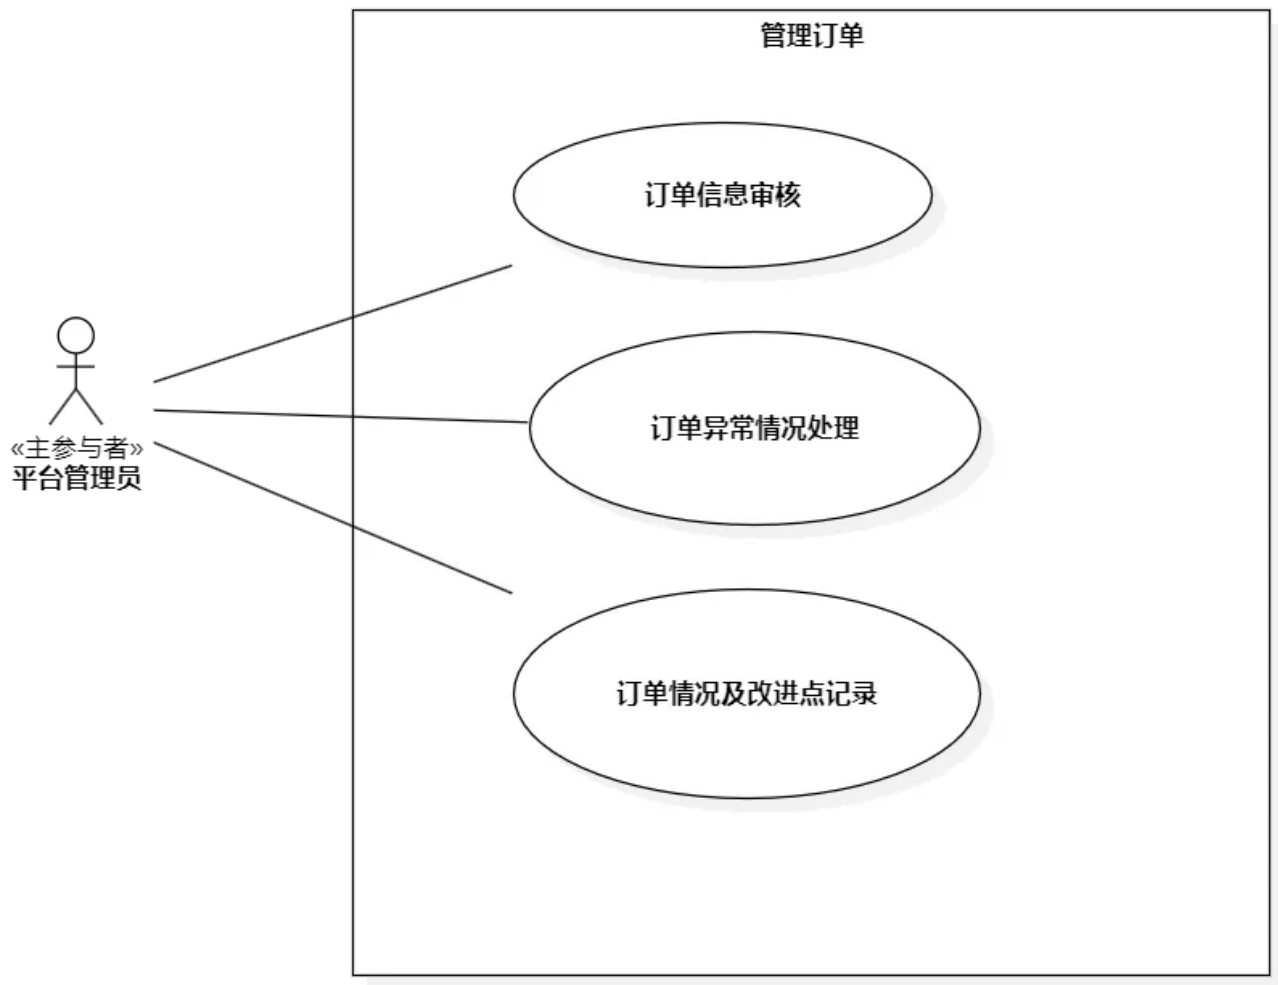 管理订单
订单信息审核
订单异常情况处理
«主参与者»
平台管理员
订单情况及改进点记录